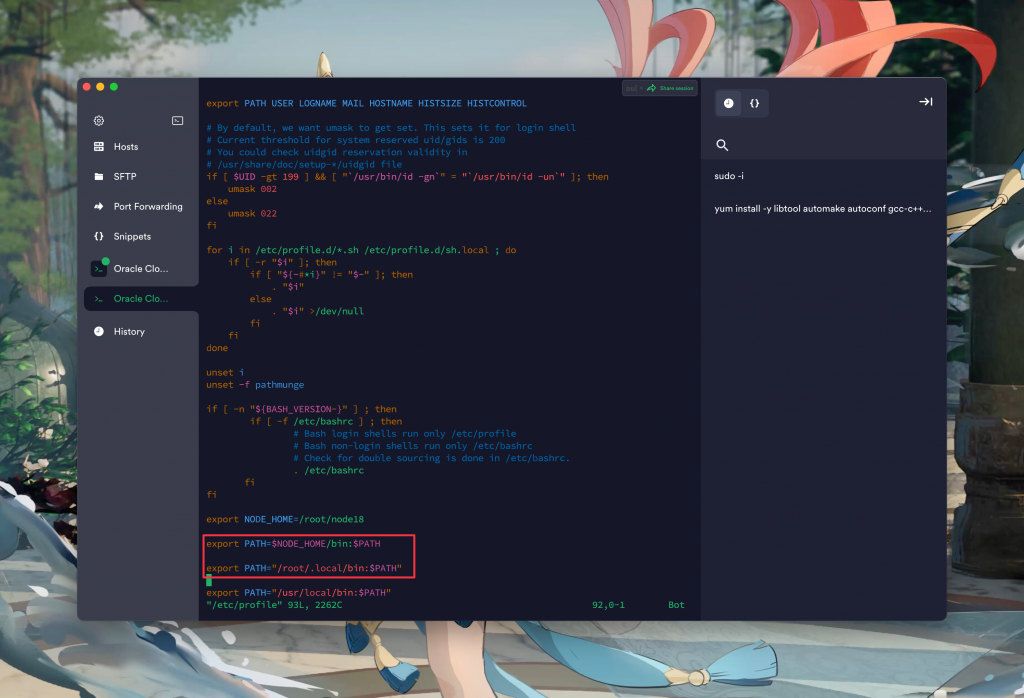 Hosts
SFTP
Port Forwarding
Snippets
Oracle Clo...
Oracle Clo...
History
Share session
export PATH USER LOGNAME MAIL HOSTNAME HISTSIZE HISTCONTROL
# By default, we want umask to get set. This sets it for login shell
# Current threshold for system reserved uid/gids is 200
# You could check uidgid reservation validity in
# /usr/share/doc/setup-*/uidgid file
if [ $UID -gt 199 ] && [ "`/usr/bin/id -gn`" = "`/usr/bin/id -un`" ]; then
    umask 002
else
    umask 022
fi
for i in /etc/profile.d/*.sh /etc/profile.d/sh.local ; do
    if [ -r "$i" ]; then
        if [ "${-#*i}" != "$-" ]; then
            . "$i"
        else
            . "$i" >/dev/null
        fi
    fi
done
unset i
unset -f pathmunge
if [ -n "${BASH_VERSION-}" ] ; then
        if [ -f /etc/bashrc ] ; then
                # Bash login shells run only /etc/profile
                # Bash non-login shells run only /etc/bashrc
                # Check for double sourcing is done in /etc/bashrc.
                . /etc/bashrc
       fi
fi
export NODE_HOME=/root/node18
export PATH=$NODE_HOME/bin:$PATH
export PATH="/root/.local/bin:$PATH"
export PATH="/usr/local/bin:$PATH"
"/etc/profile" 93L, 2262C 92,0-1 Bot
{}
sudo -i
yum install -y libtool automake autoconf gcc-c++...